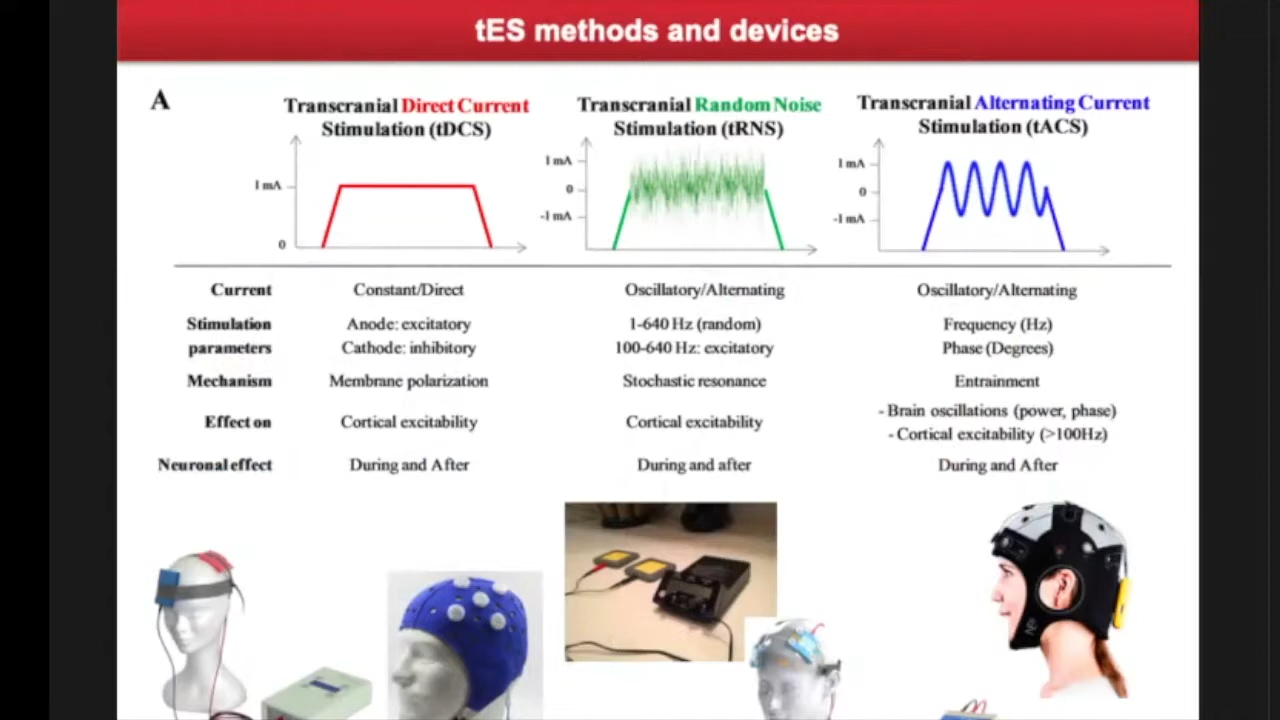 tES methods and devices
A
Transcranial Direct Current
Stimulation (tDCS)
Transcranial Random Noise
Stimulation (tRNS)
Transcranial Alternating Current
Stimulation (tACS)
1 mA
0
1 mA
0
-1 mA
1 mA
0
-1 mA
Current Constant/Direct Oscillatory/Alternating Oscillatory/Alternating
Stimulation Anode: excitatory 1-640 Hz (random) Frequency (Hz)
parameters Cathode: inhibitory 100-640 Hz: excitatory Phase (Degrees)
Mechanism Membrane polarization Stochastic resonance Entrainment
Effect on Cortical excitability Cortical excitability - Brain oscillations (power, phase)
- Cortical excitability (>100Hz)
Neuronal effect During and After During and after During and After